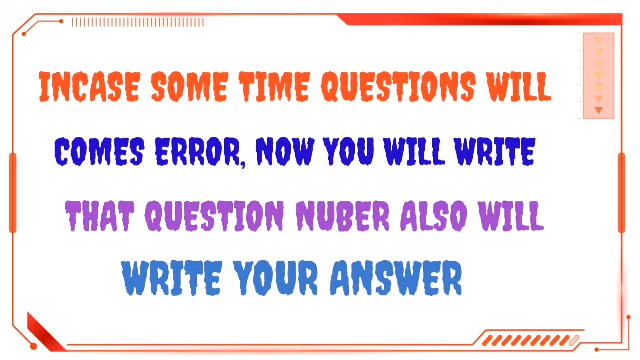 INCASE SOME TIME QUESTIONS WILL
COMES ERROR, NOW YOU WILL WRITE
THAT QUESTION NUBER ALSO WILL
WRITE YOUR ANSWER